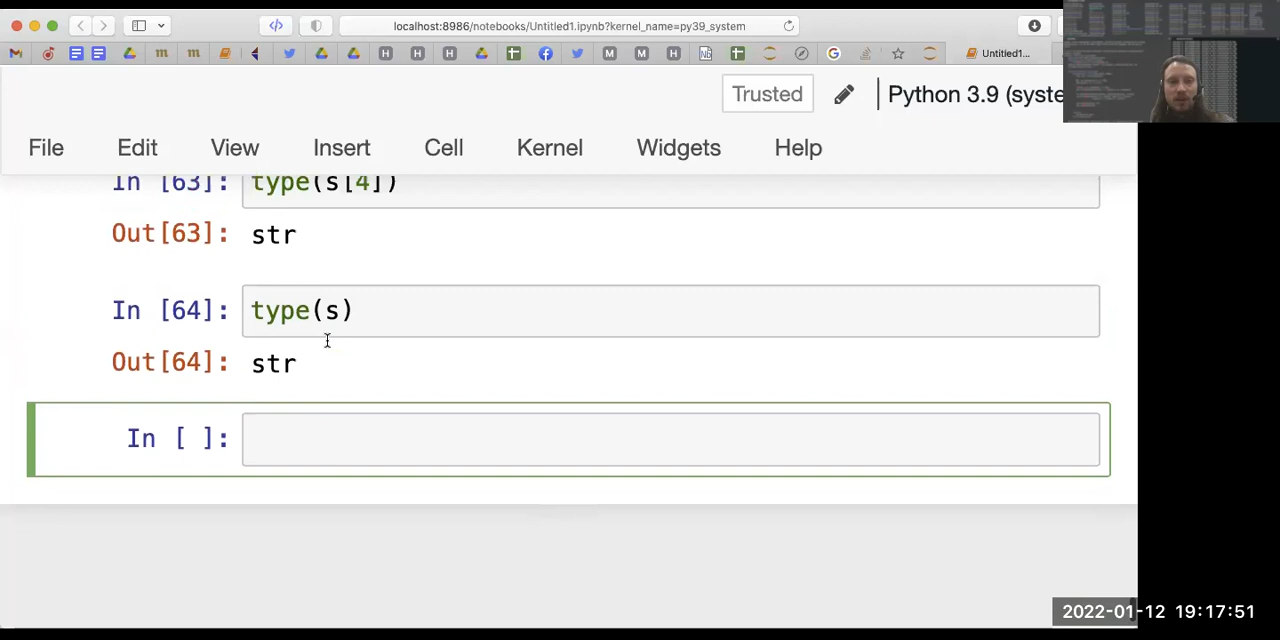 localhost:8986/notebooks/Untitled1.ipynb?kernel_name=py39_system
Untitled1...
Trusted
Python 3.9 (syste
File Edit View Insert Cell Kernel Widgets Help
In [63]: type(s[4])
Out[63]: str
In [64]: type(s)
Out[64]: str
In [ ]:
2022-01-12 19:17:51